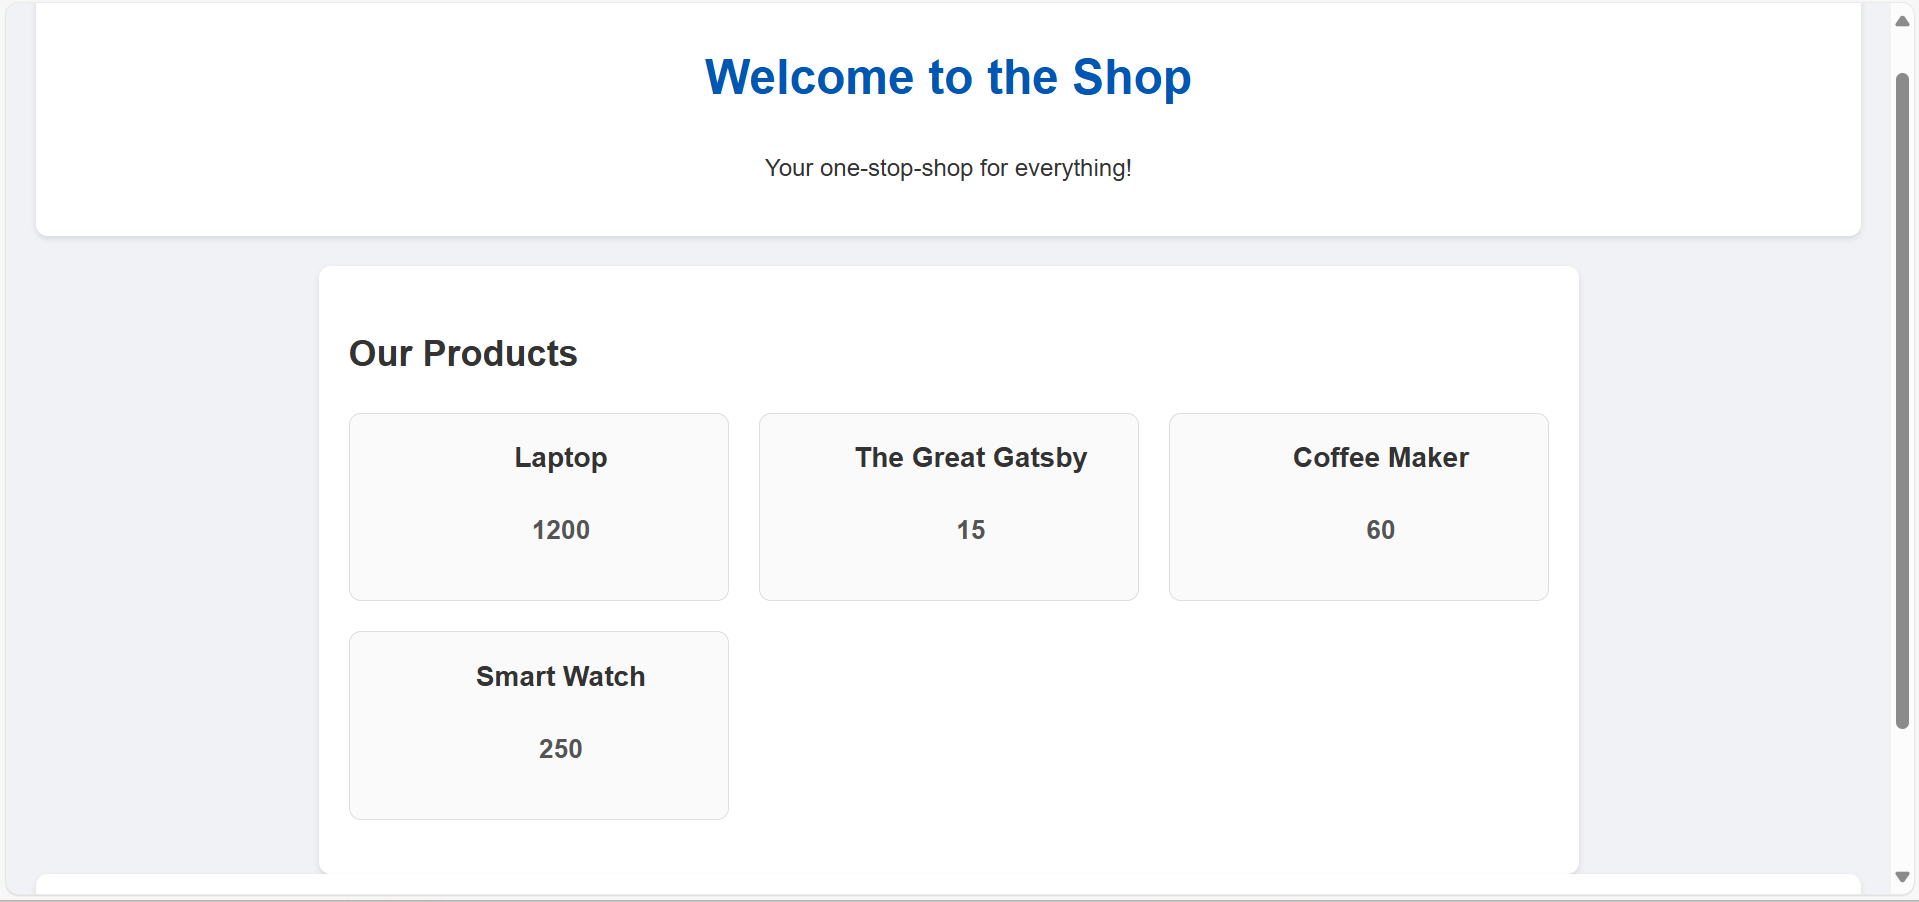 Welcome to the Shop
Your one-stop-shop for everything!
Our Products
Laptop
1200
The Great Gatsby
15
Coffee Maker
60
Smart Watch
250